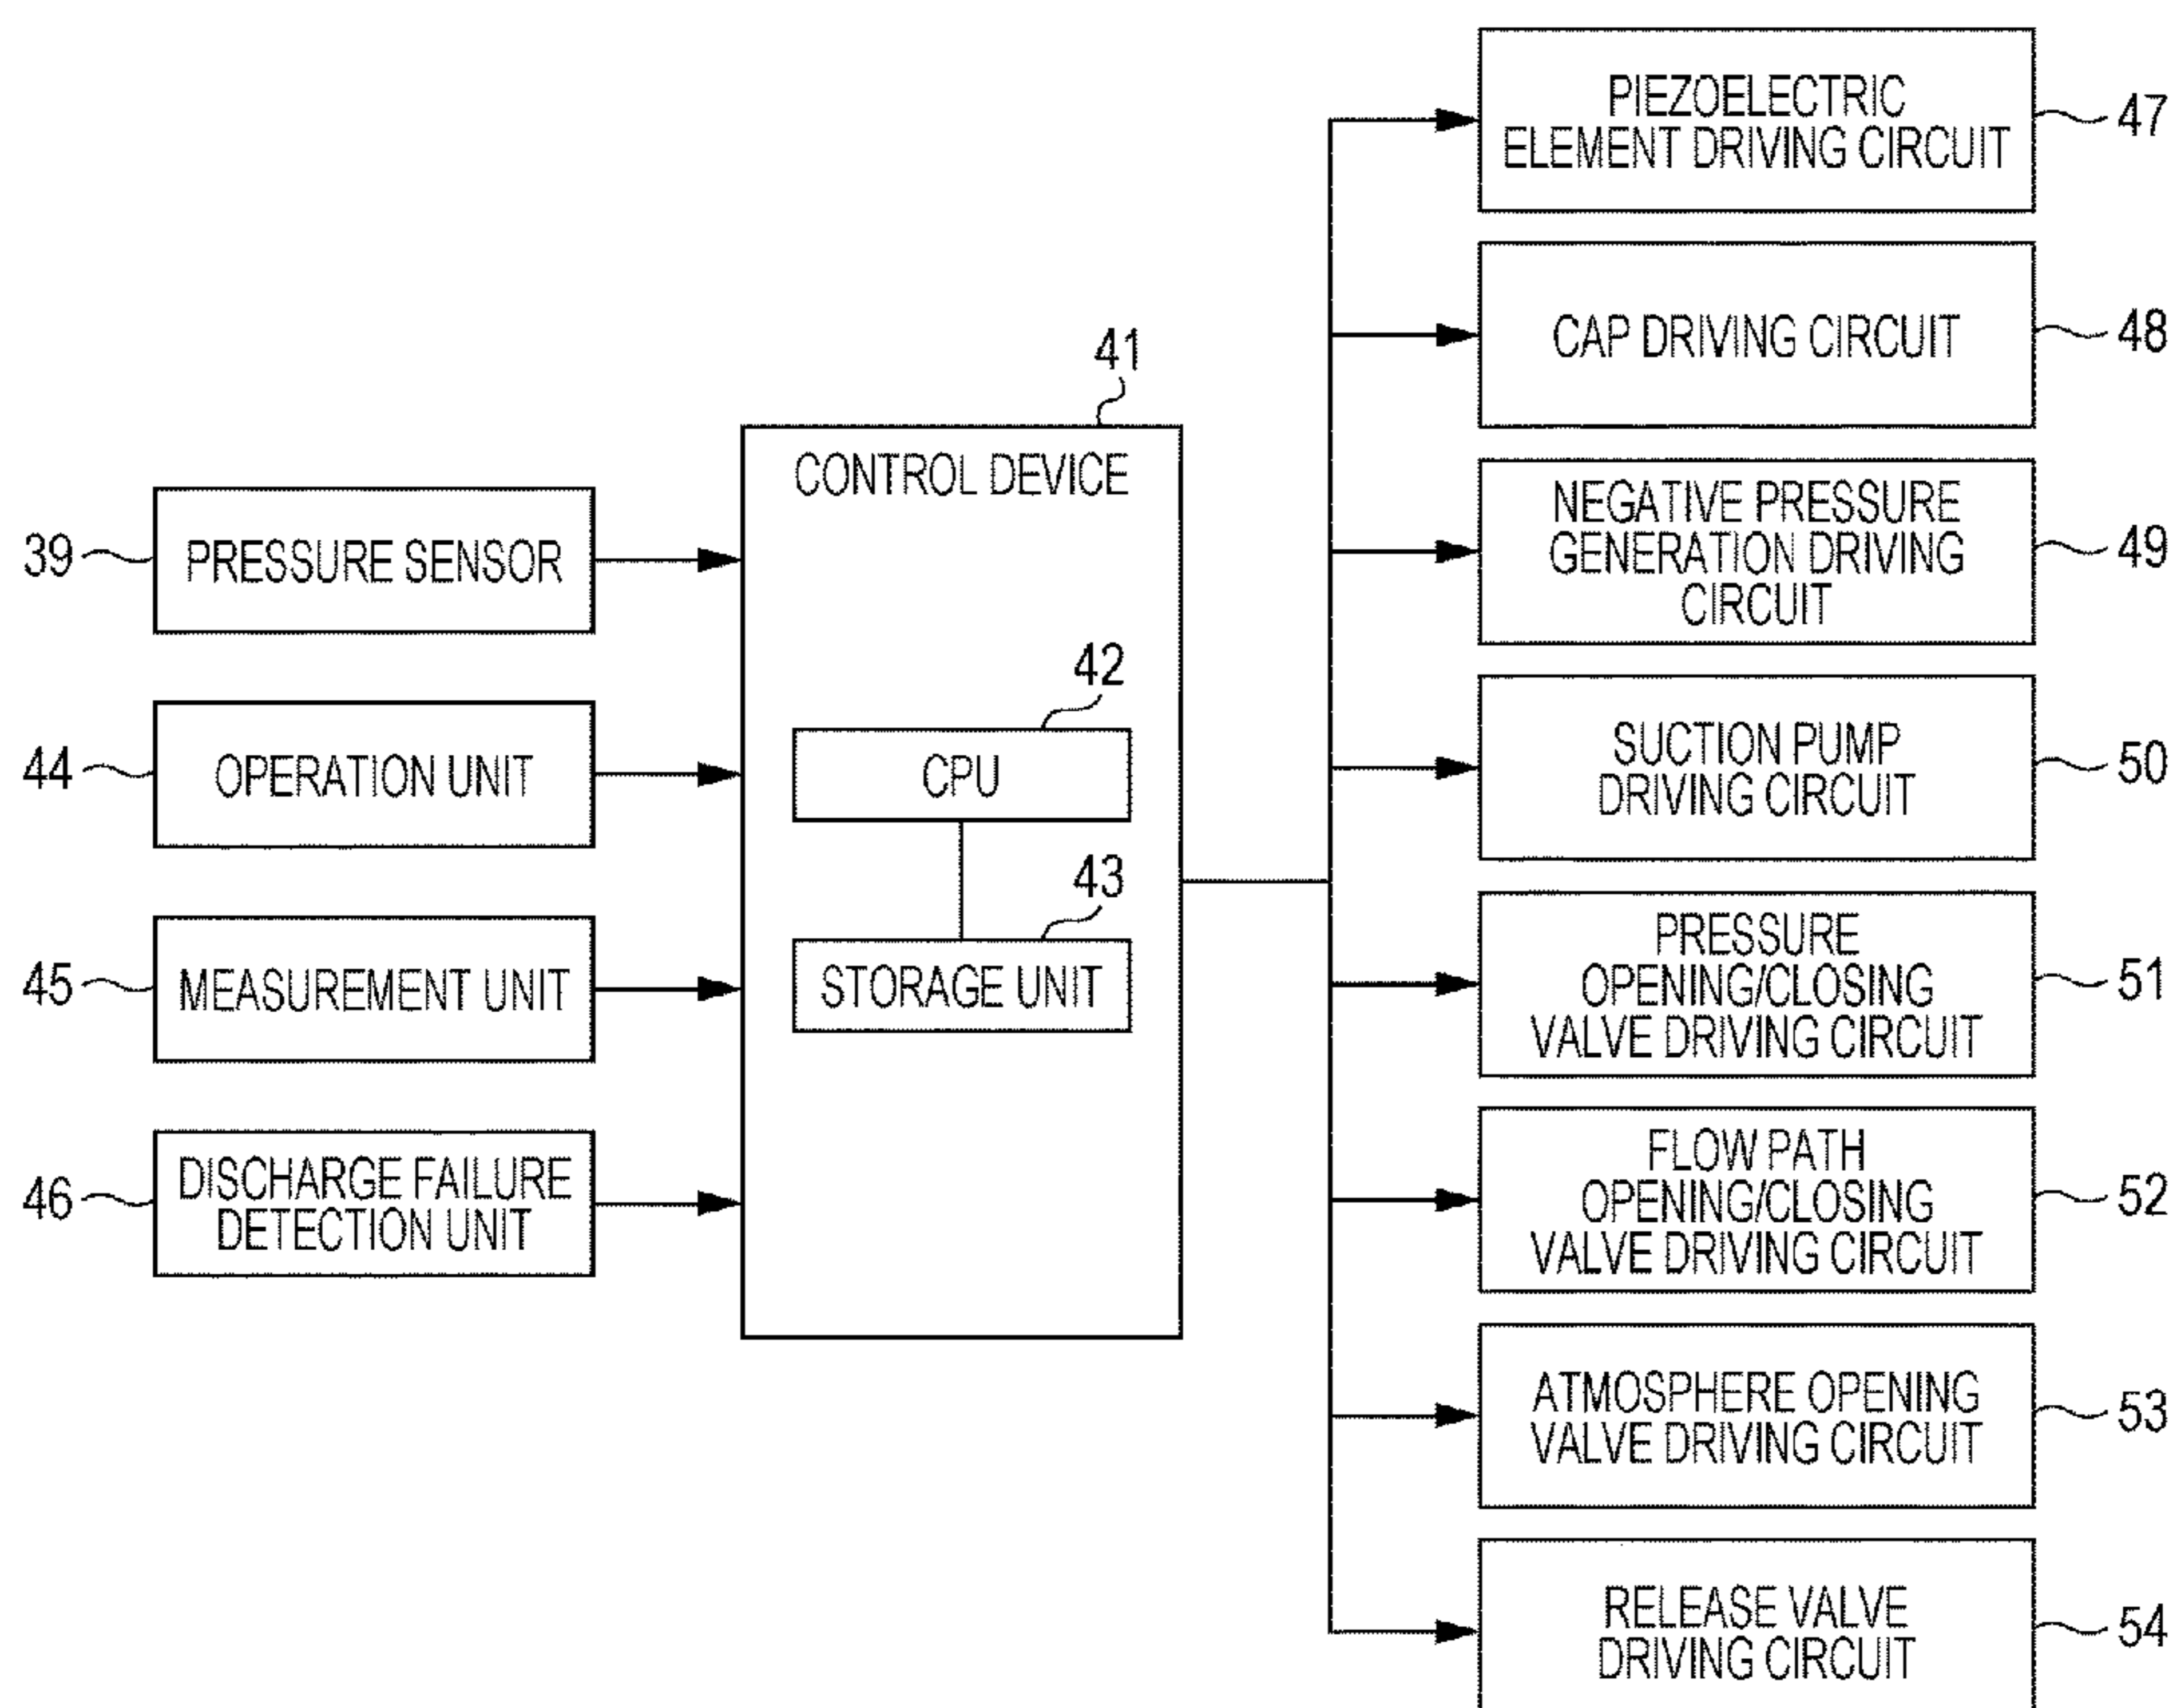 PIEZOELECTRIC
ELEMENT DRIVING CIRCUIT
47
CAP DRIVING CIRCUIT
48
41
CONTROL DEVICE
NEGATIVE PRESSURE
GENERATION DRIVING
CIRCUIT
49
39
PRESSURE SENSOR
42
CPU
SUCTION PUMP
DRIVING CIRCUIT
50
44
OPERATION UNIT
43
STORAGE UNIT
PRESSURE
OPENING/CLOSING
VALVE DRIVING CIRCUIT
51
45
MEASUREMENT UNIT
46
DISCHARGE FAILURE
DETECTION UNIT
FLOW PATH
OPENING/CLOSING
VALVE DRIVING CIRCUIT
52
ATMOSPHERE OPENING
VALVE DRIVING CIRCUIT
53
RELEASE VALVE
DRIVING CIRCUIT
54